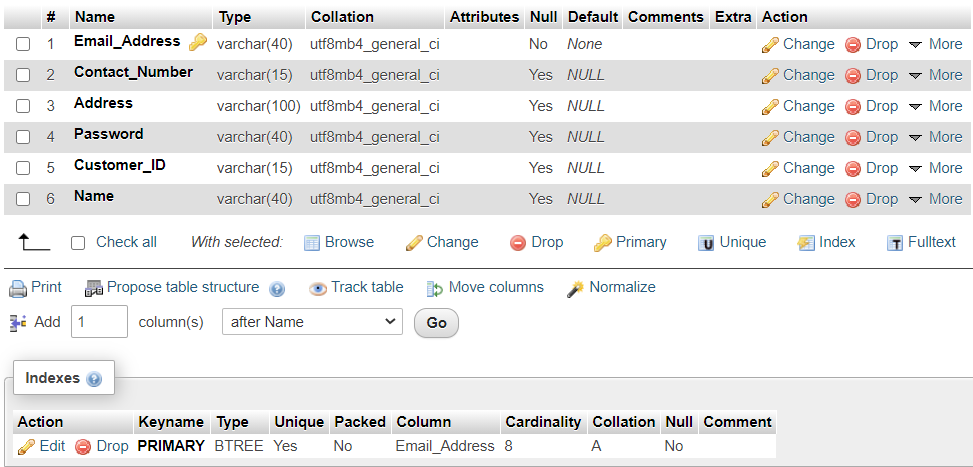 # Name Type Collation Attributes Null Default Comments Extra Action
1 Email_Address varchar(40) utf8mb4_general_ci No None Change Drop More
2 Contact_Number varchar(15) utf8mb4_general_ci Yes NULL Change Drop More
3 Address varchar(100) utf8mb4_general_ci Yes NULL Change Drop More
4 Password varchar(40) utf8mb4_general_ci Yes NULL Change Drop More
5 Customer_ID varchar(15) utf8mb4_general_ci Yes NULL Change Drop More
6 Name varchar(40) utf8mb4_general_ci Yes NULL Change Drop More
Check all With selected: Browse Change Drop Primary U Unique Index T Fulltext
Print Propose table structure ? Track table Move columns Normalize
Add 1 column(s) after Name Go
Indexes ?
Action Keyname Type Unique Packed Column Cardinality Collation Null Comment
Edit Drop PRIMARY BTREE Yes No Email_Address 8 A No